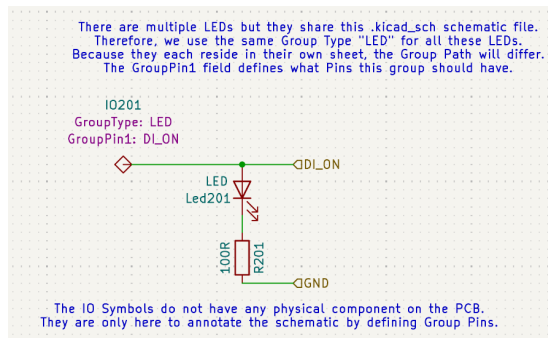 There are multiple LEDs but they share this .kicad_sch schematic file.
Therefore, we use the same Group Type "LED" for all these LEDs.
Because they each reside in their own sheet, the Group Path will differ.
The GroupPin1 field defines what Pins this group should have.
IO201
GroupType: LED
GroupPin1: DI_ON
DI_ON
LED
Led201
100R
R201
GND
The IO Symbols do not have any physical component on the PCB.
They are only here to annotate the schematic by defining Group Pins.